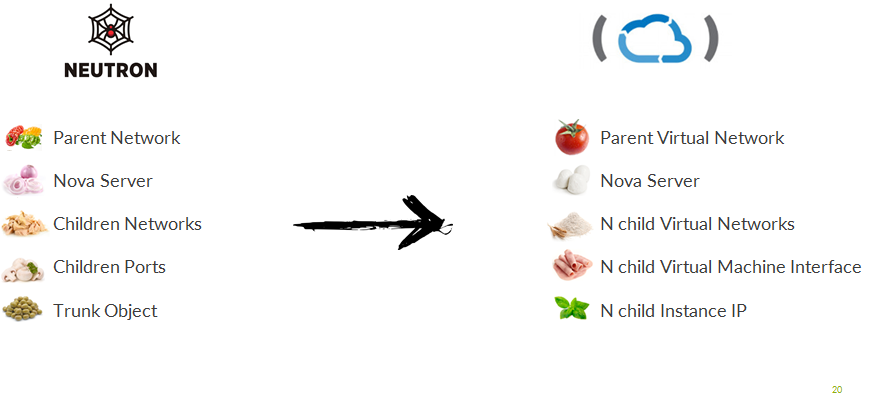 NEUTRON
Parent Network
Nova Server
Children Networks
Children Ports
Trunk Object
Parent Virtual Network
Nova Server
N child Virtual Networks
N child Virtual Machine Interface
N child Instance IP
20